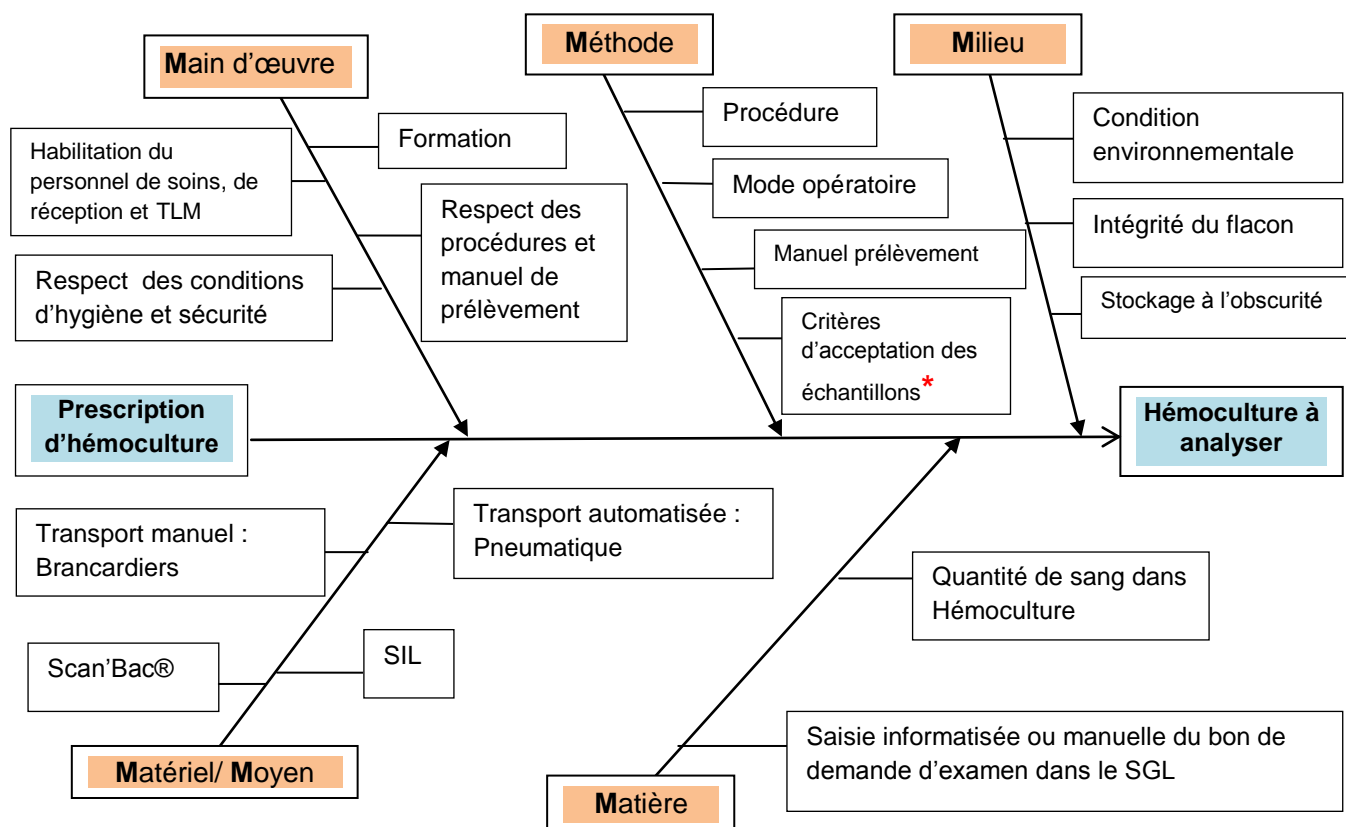 Main d’œuvre
Méthode
Milieu
Formation
Habilitation du
personnel de soins, de
réception et TLM
Respect des
procédures et
manuel de
prélèvement
Respect des conditions
d’hygiène et sécurité
Procédure
Mode opératoire
Manuel prélèvement
Critères
d’acceptation des
échantillons*
Condition
environnementale
Intégrité du flacon
Stockage à l’obscurité
Prescription
d’hémoculture
Hémoculture à
analyser
Transport manuel :
Brancardiers
Transport automatisée :
Pneumatique
Scan’Bac®
SIL
Matériel/ Moyen
Quantité de sang dans
Hémoculture
Saisie informatisée ou manuelle du bon de
demande d’examen dans le SGL
Matière